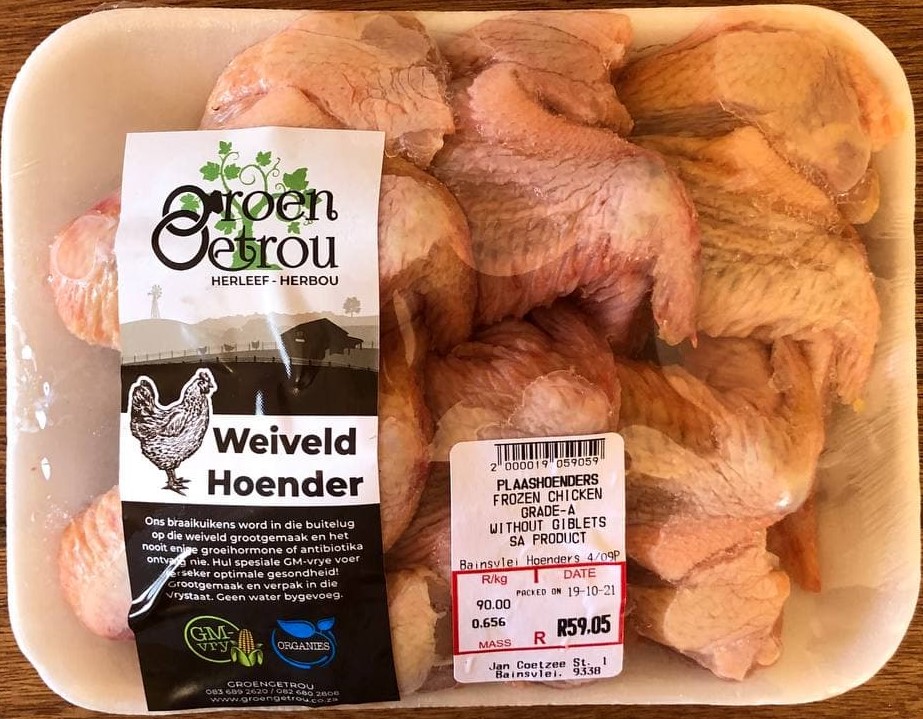 Groen
Getrou
HERLEEF - HERBOU
Weiveld
Hoender
Ons braaikuikens word in die buitelug
op die weiveld grootgemaak en het
nooit enige groeihormone of antibiotika
ontvang nie. Hul spesiale GM-vrye voer
verseker optimale gesondheid!
Grootgemaak en verpak in die
Vrystaat. Geen water bygevoeg.
GM-
vry
ORGANIES
GROENGETROU
083 689 2620 / 082 680 2808
www.groengetrou.co.za
2 000019 059059
PLAASHOENDERS
FROZEN CHICKEN
GRADE-A
WITHOUT GIBLETS
SA PRODUCT
Bainsvlei Hoenders 4/09P
R/kg DATE
PACKED ON 19-10-21
90.00
0.656
MASS R R59.05
Jan Coetzee St. 1
Bainsvlei. 9338